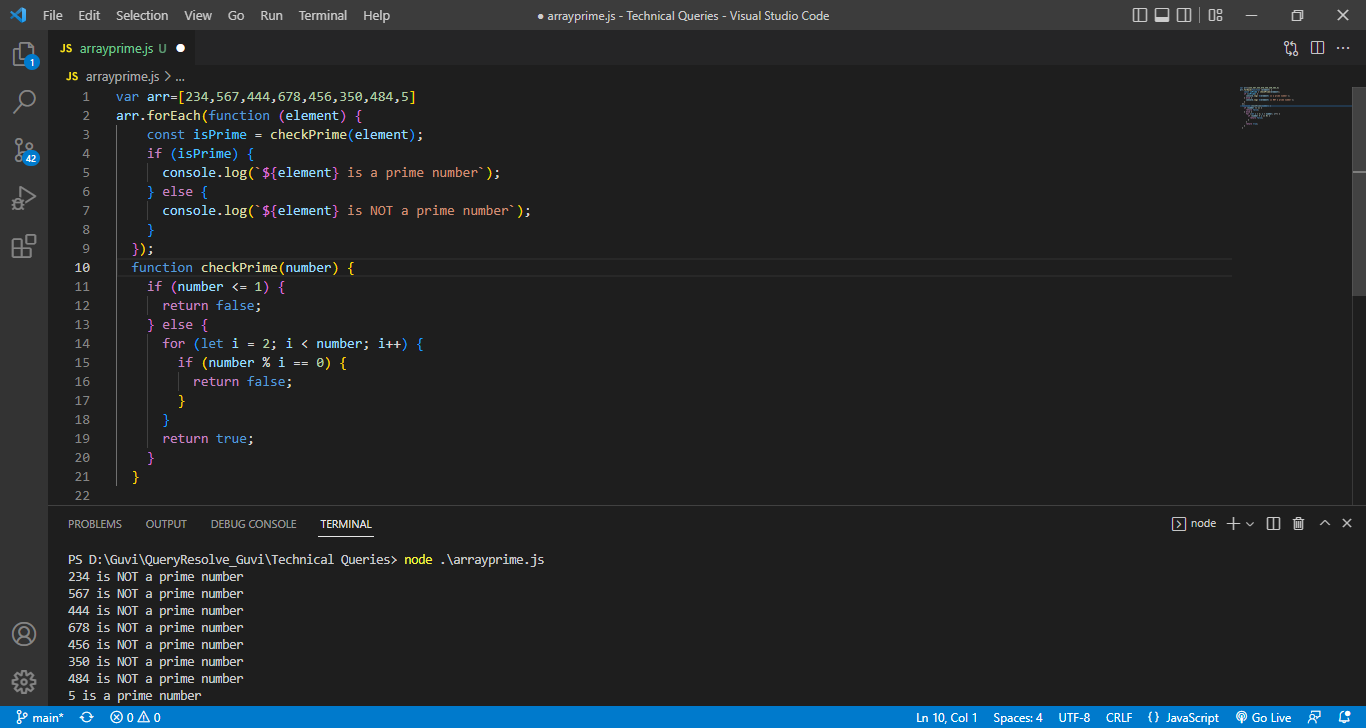 File Edit Selection View Go Run Terminal Help ● arrayprime.js - Technical Queries - Visual Studio Code
JS arrayprime.js U ●
JS arrayprime.js > ...
1 var arr=[234,567,444,678,456,350,484,5]
2 arr.forEach(function (element) {
3 const isPrime = checkPrime(element);
4 if (isPrime) {
5 console.log(`${element} is a prime number`);
6 } else {
7 console.log(`${element} is NOT a prime number`);
8 }
9 });
10 function checkPrime(number) {
11 if (number <= 1) {
12 return false;
13 } else {
14 for (let i = 2; i < number; i++) {
15 if (number % i == 0) {
16 return false;
17 }
18 }
19 return true;
20 }
21 }
22
1
42
PROBLEMS OUTPUT DEBUG CONSOLE TERMINAL node
PS D:\Guvi\QueryResolve_Guvi\Technical Queries> node .\arrayprime.js
234 is NOT a prime number
567 is NOT a prime number
444 is NOT a prime number
678 is NOT a prime number
456 is NOT a prime number
350 is NOT a prime number
484 is NOT a prime number
5 is a prime number
main* 0 0 Ln 10, Col 1 Spaces: 4 UTF-8 CRLF {} JavaScript Go Live